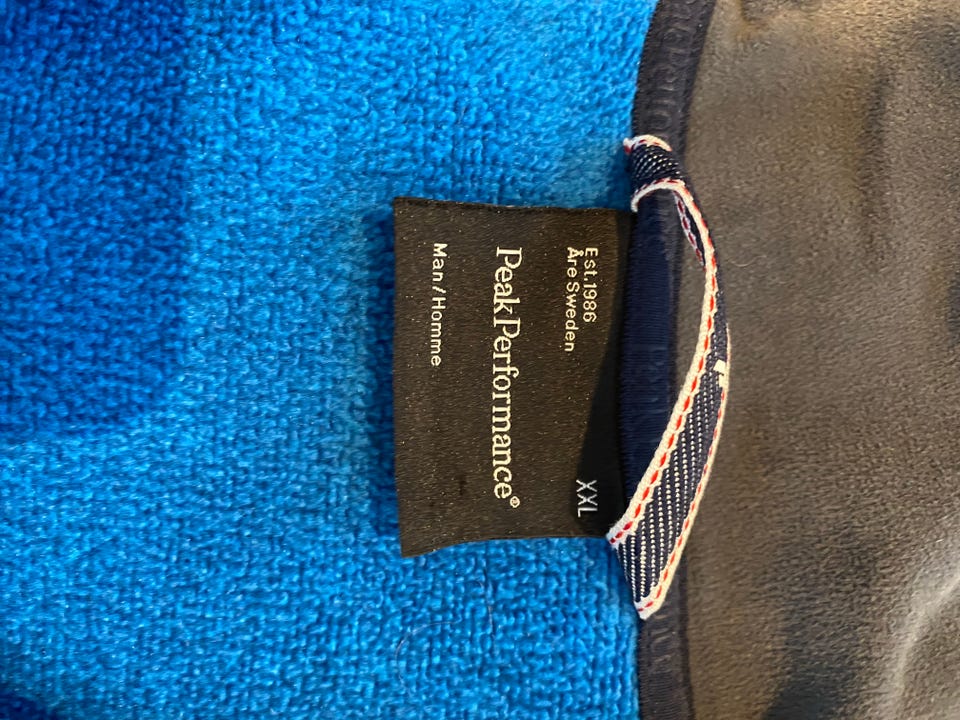 Est.1986
Åre Sweden
XXL
PeakPerformance®
Man/Homme